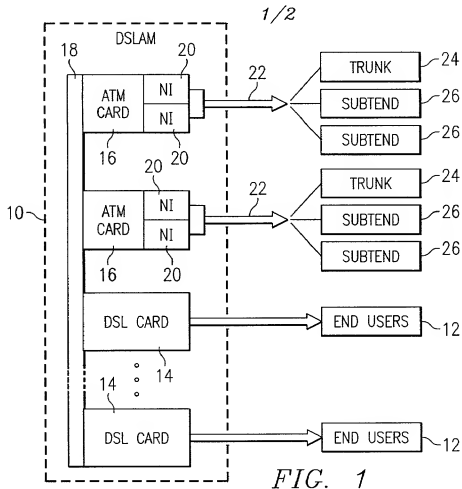 1/2
DSLAM
18
20
ATM CARD
NI
NI
16
20
22
TRUNK
24
SUBTEND
26
SUBTEND
26
20
ATM CARD
NI
NI
16
20
22
TRUNK
24
SUBTEND
26
SUBTEND
26
10
DSL CARD
14
END USERS
12
14
DSL CARD
END USERS
12
FIG. 1